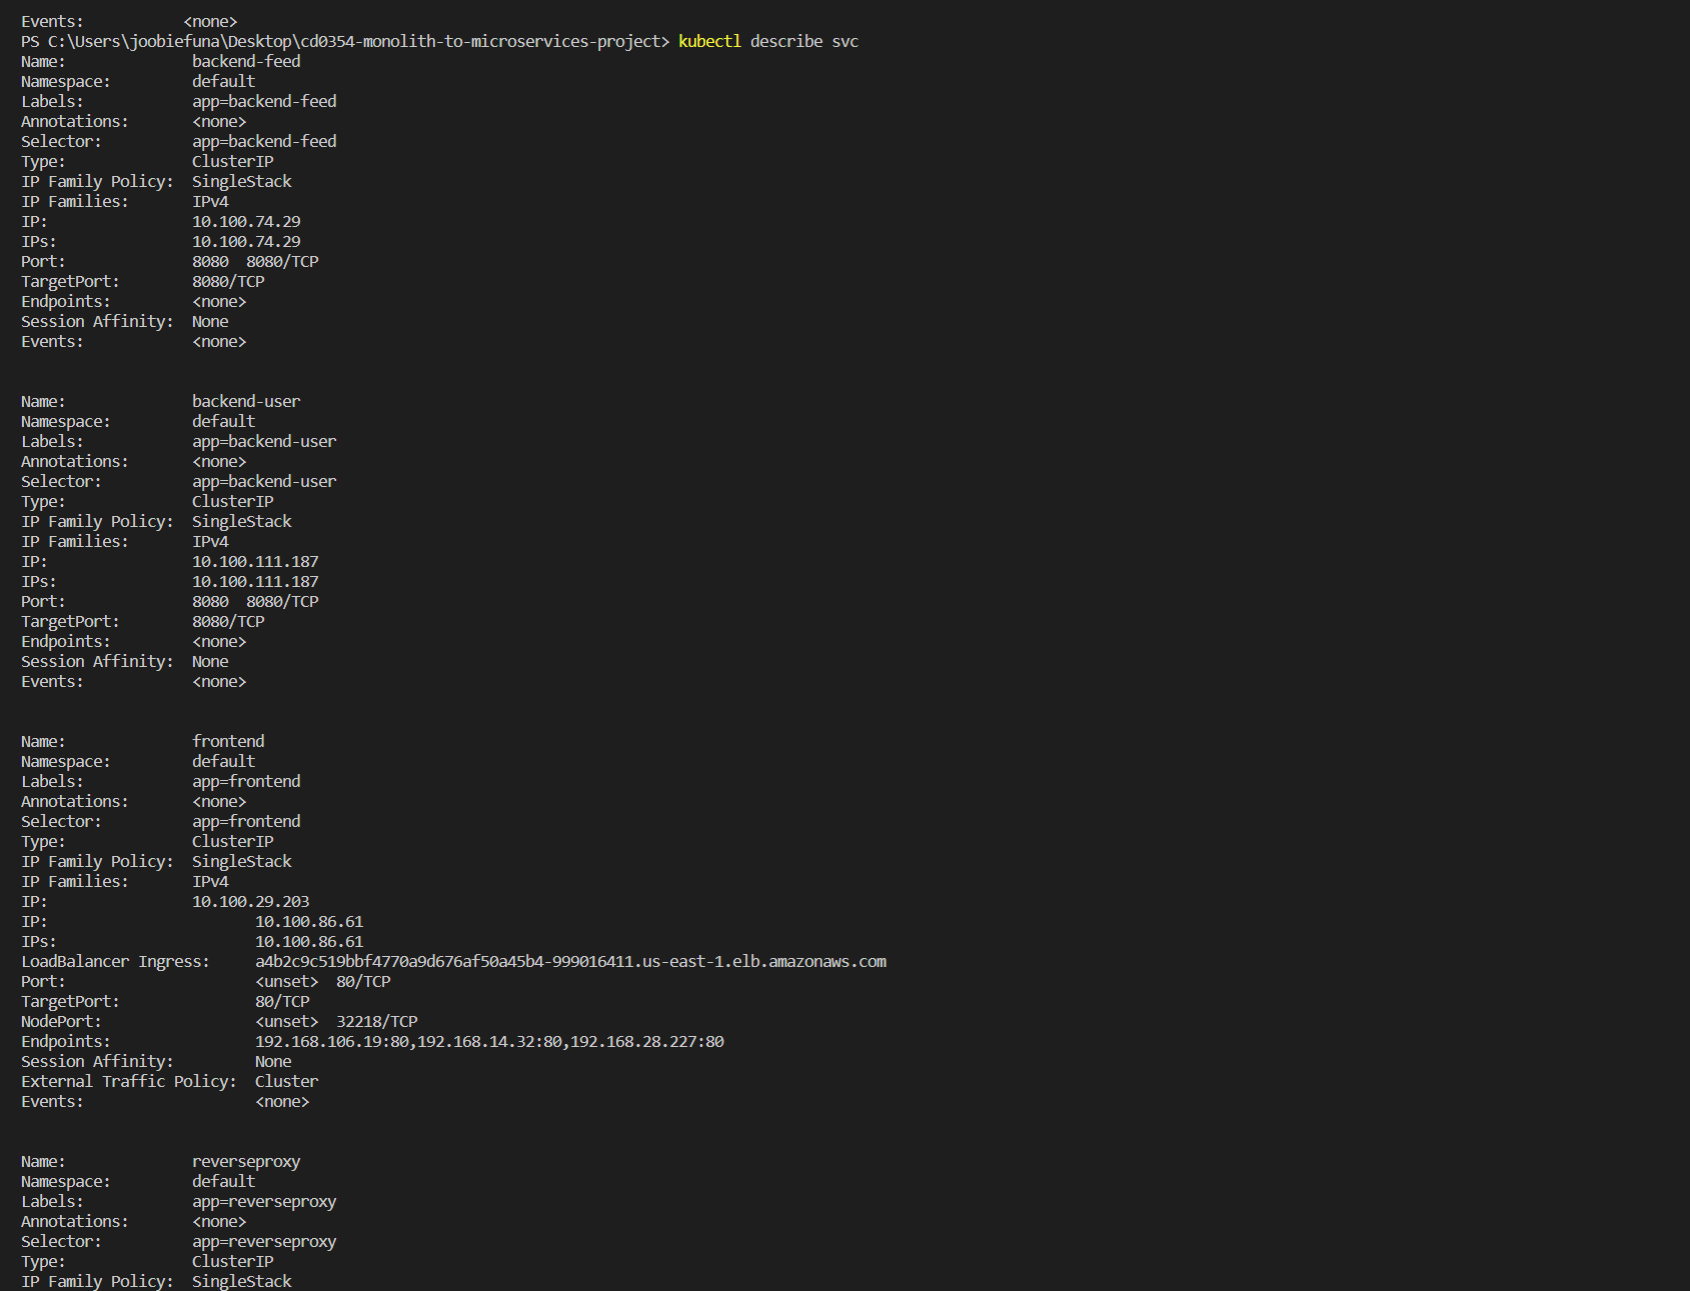 Events:           <none>
PS C:\Users\joobiefuna\Desktop\cd0354-monolith-to-microservices-project> kubectl describe svc
Name:              backend-feed
Namespace:         default
Labels:            app=backend-feed
Annotations:       <none>
Selector:          app=backend-feed
Type:              ClusterIP
IP Family Policy:  SingleStack
IP Families:       IPv4
IP:                10.100.74.29
IPs:               10.100.74.29
Port:              8080  8080/TCP
TargetPort:        8080/TCP
Endpoints:         <none>
Session Affinity:  None
Events:            <none>
Name:              backend-user
Namespace:         default
Labels:            app=backend-user
Annotations:       <none>
Selector:          app=backend-user
Type:              ClusterIP
IP Family Policy:  SingleStack
IP Families:       IPv4
IP:                10.100.111.187
IPs:               10.100.111.187
Port:              8080  8080/TCP
TargetPort:        8080/TCP
Endpoints:         <none>
Session Affinity:  None
Events:            <none>
Name:              frontend
Namespace:         default
Labels:            app=frontend
Annotations:       <none>
Selector:          app=frontend
Type:              ClusterIP
IP Family Policy:  SingleStack
IP Families:       IPv4
IP:                10.100.29.203
IP:                       10.100.86.61
IPs:                      10.100.86.61
LoadBalancer Ingress:     a4b2c9c519bbf4770a9d676af50a45b4-999016411.us-east-1.elb.amazonaws.com
Port:                     <unset>  80/TCP
TargetPort:               80/TCP
NodePort:                 <unset>  32218/TCP
Endpoints:                192.168.106.19:80,192.168.14.32:80,192.168.28.227:80
Session Affinity:         None
External Traffic Policy:  Cluster
Events:                   <none>
Name:              reverseproxy
Namespace:         default
Labels:            app=reverseproxy
Annotations:       <none>
Selector:          app=reverseproxy
Type:              ClusterIP
IP Family Policy:  SingleStack